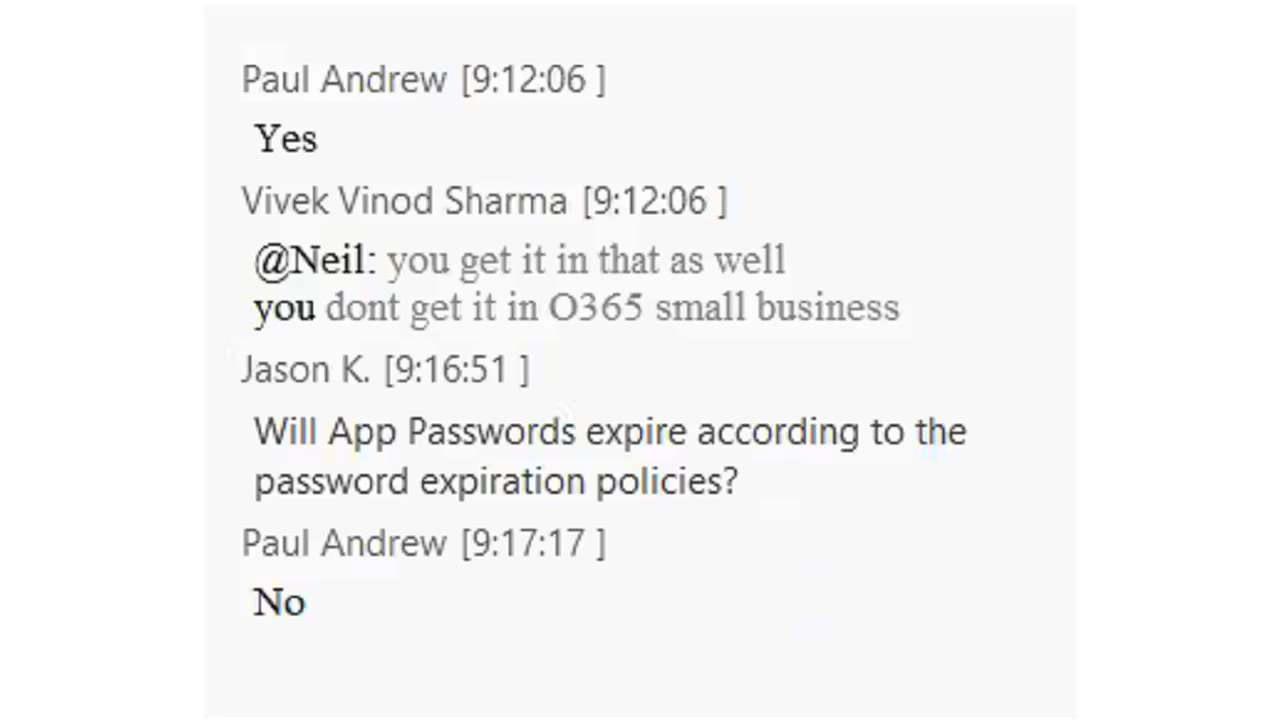 Paul Andrew [9:12:06 ]
Yes
Vivek Vinod Sharma [9:12:06 ]
@Neil: you get it in that as well
you dont get it in O365 small business
Jason K. [9:16:51 ]
Will App Passwords expire according to the
password expiration policies?
Paul Andrew [9:17:17 ]
No